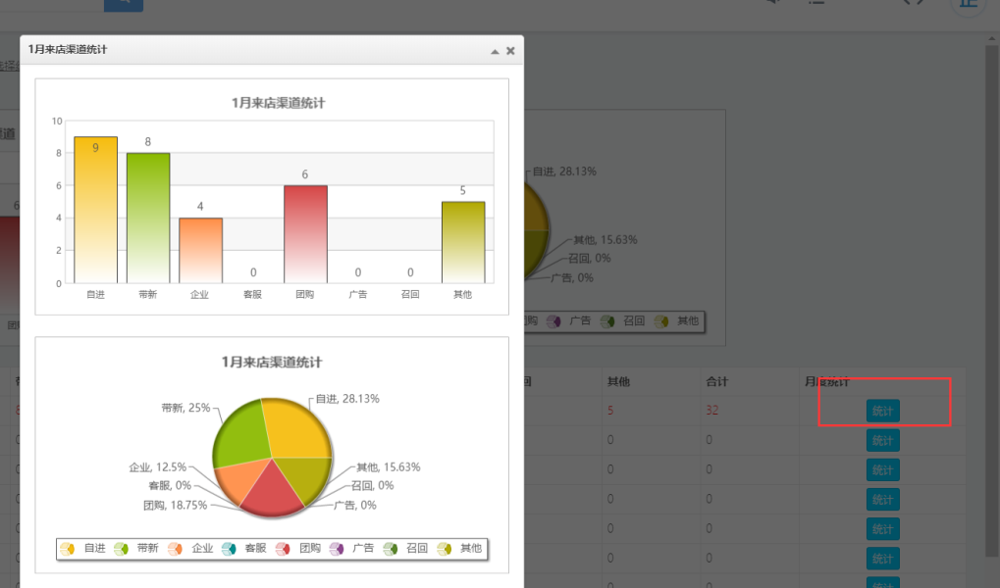 1月来店渠道统计
1月来店渠道统计
10
8
6
4
2
0
9
8
4
0
6
0
0
5
自进 带新 企业 客服 团购 广告 召回 其他
1月来店渠道统计
自进, 28.13%
带新, 25%
企业, 12.5%
客服, 0%
团购, 18.75%
其他, 15.63%
召回, 0%
广告, 0%
自进 带新 企业 客服 团购 广告 召回 其他
自进, 28.13%
其他, 15.63%
召回, 0%
广告, 0%
购 广告 召回 其他
其他 合计 月度统计
5 32 统计
0 0 统计
0 0 统计
0 0 统计
0 0 统计
0 0 统计
0 0 统计
正